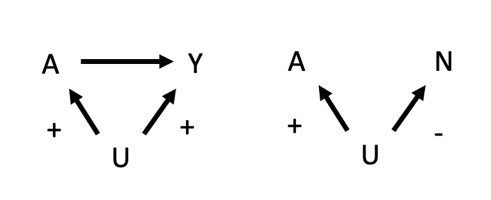 A Y A N
+ + + -
U U